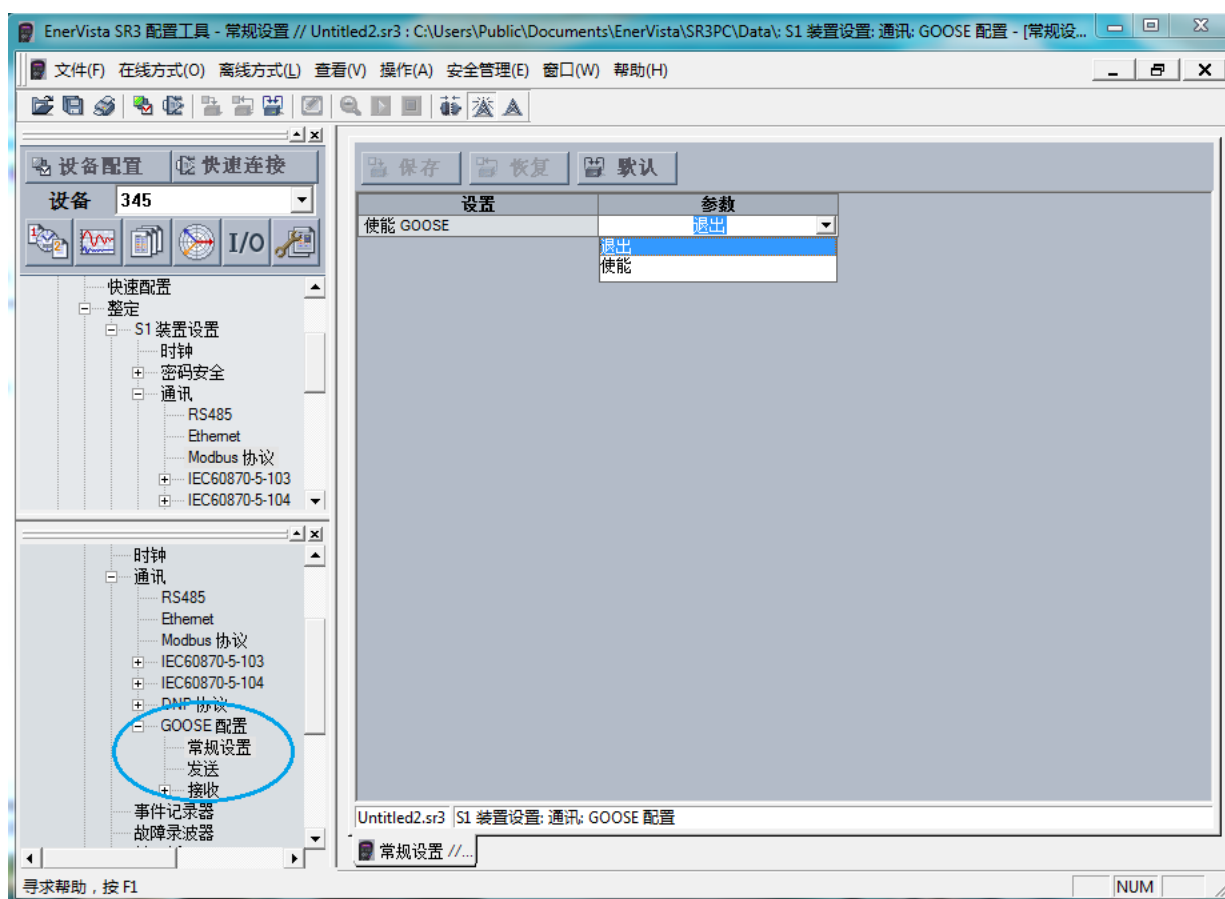 EnerVista SR3 配置工具 - 常规设置 // Untitled2.sr3 : C:\Users\Public\Documents\EnerVista\SR3PC\Data\: S1 装置设置: 通讯: GOOSE 配置 - [常规设...
文件(F) 在线方式(O) 离线方式(L) 查看(V) 操作(A) 安全管理(E) 窗口(W) 帮助(H)
设备配置 快速连接
设备 345
I/O
快速配置
整定
S1 装置设置
时钟
密码安全
通讯
RS485
Ethernet
Modbus 协议
IEC60870-5-103
IEC60870-5-104
时钟
通讯
RS485
Ethernet
Modbus 协议
IEC60870-5-103
IEC60870-5-104
DNP 协议
GOOSE 配置
常规设置
发送
接收
事件记录器
故障录波器
保存 恢复 默认
设置 参数
使能 GOOSE 退出
退出
使能
Untitled2.sr3 S1 装置设置: 通讯: GOOSE 配置
常规设置 //...
寻求帮助，按 F1
NUM